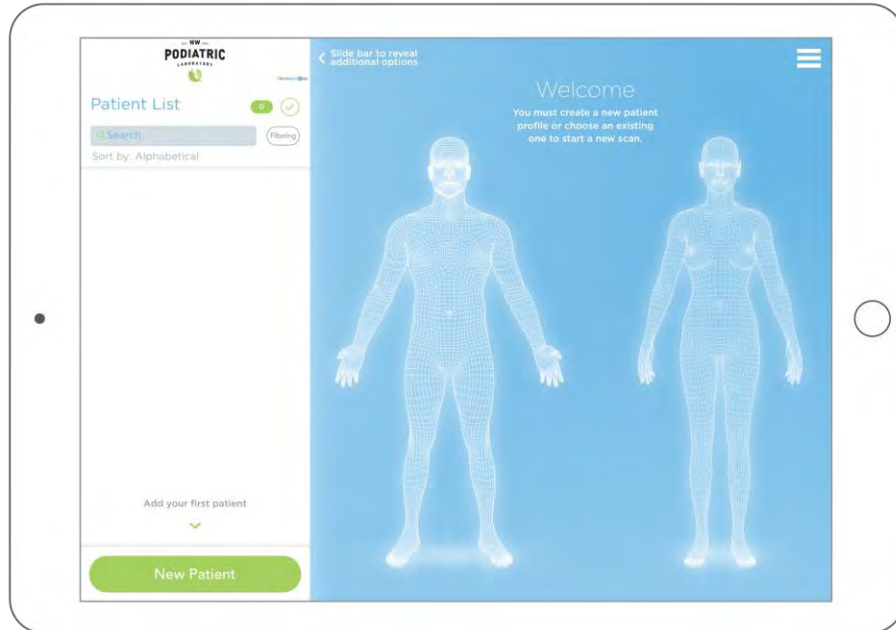 NW
PODIATRIC
LABORATORY
Patient List
0
Search
Filtering
Sort by: Alphabetical
Add your first patient
New Patient
Slide bar to reveal
additional options
Welcome
You must create a new patient
profile or choose an existing
one to start a new scan.